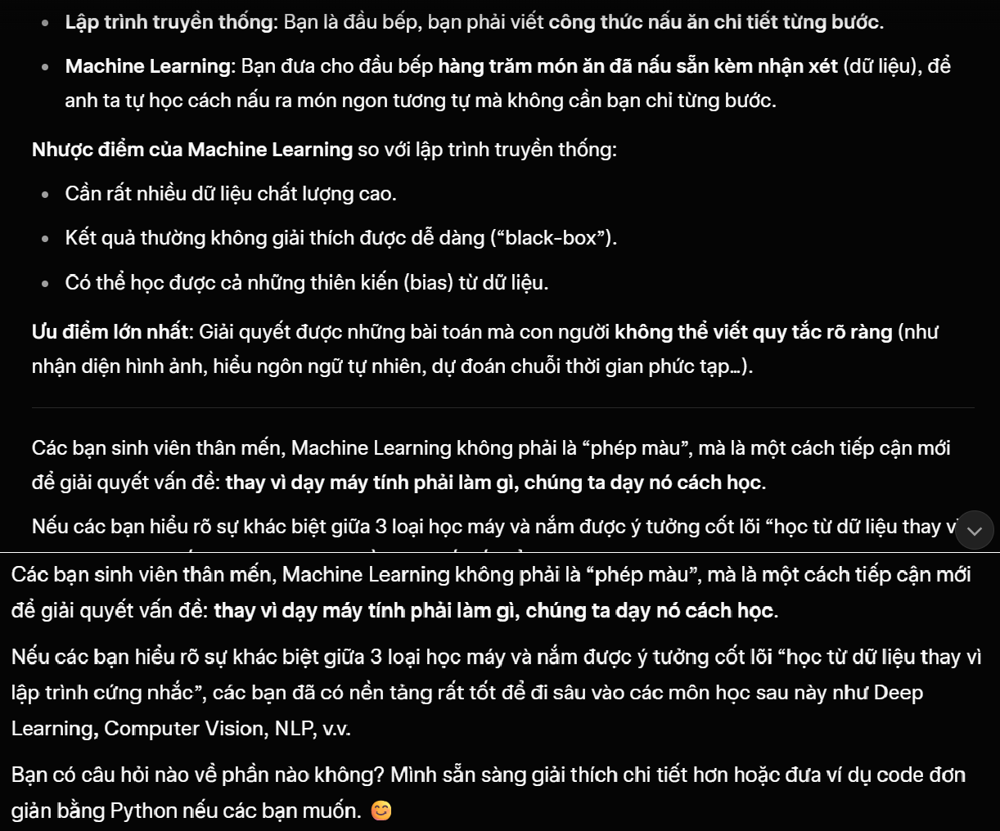 Lập trình truyền thống: Bạn là đầu bếp, bạn phải viết công thức nấu ăn chi tiết từng bước.
Machine Learning: Bạn đưa cho đầu bếp hàng trăm món ăn đã nấu sẵn kèm nhận xét (dữ liệu), để
anh ta tự học cách nấu ra món ngon tương tự mà không cần bạn chỉ từng bước.
Nhược điểm của Machine Learning so với lập trình truyền thống:
Cần rất nhiều dữ liệu chất lượng cao.
Kết quả thường không giải thích được dễ dàng (“black-box”).
Có thể học được cả những thiên kiến (bias) từ dữ liệu.
Ưu điểm lớn nhất: Giải quyết được những bài toán mà con người không thể viết quy tắc rõ ràng (như
nhận diện hình ảnh, hiểu ngôn ngữ tự nhiên, dự đoán chuỗi thời gian phức tạp…).
Các bạn sinh viên thân mến, Machine Learning không phải là “phép màu”, mà là một cách tiếp cận mới
để giải quyết vấn đề: thay vì dạy máy tính phải làm gì, chúng ta dạy nó cách học.
Nếu các bạn hiểu rõ sự khác biệt giữa 3 loại học máy và nắm được ý tưởng cốt lõi “học từ dữ liệu thay vì
Các bạn sinh viên thân mến, Machine Learning không phải là “phép màu”, mà là một cách tiếp cận mới
để giải quyết vấn đề: thay vì dạy máy tính phải làm gì, chúng ta dạy nó cách học.
Nếu các bạn hiểu rõ sự khác biệt giữa 3 loại học máy và nắm được ý tưởng cốt lõi “học từ dữ liệu thay vì
lập trình cứng nhắc”, các bạn đã có nền tảng rất tốt để đi sâu vào các môn học sau này như Deep
Learning, Computer Vision, NLP, v.v.
Bạn có câu hỏi nào về phần nào không? Mình sẵn sàng giải thích chi tiết hơn hoặc đưa ví dụ code đơn
giản bằng Python nếu các bạn muốn. 😊